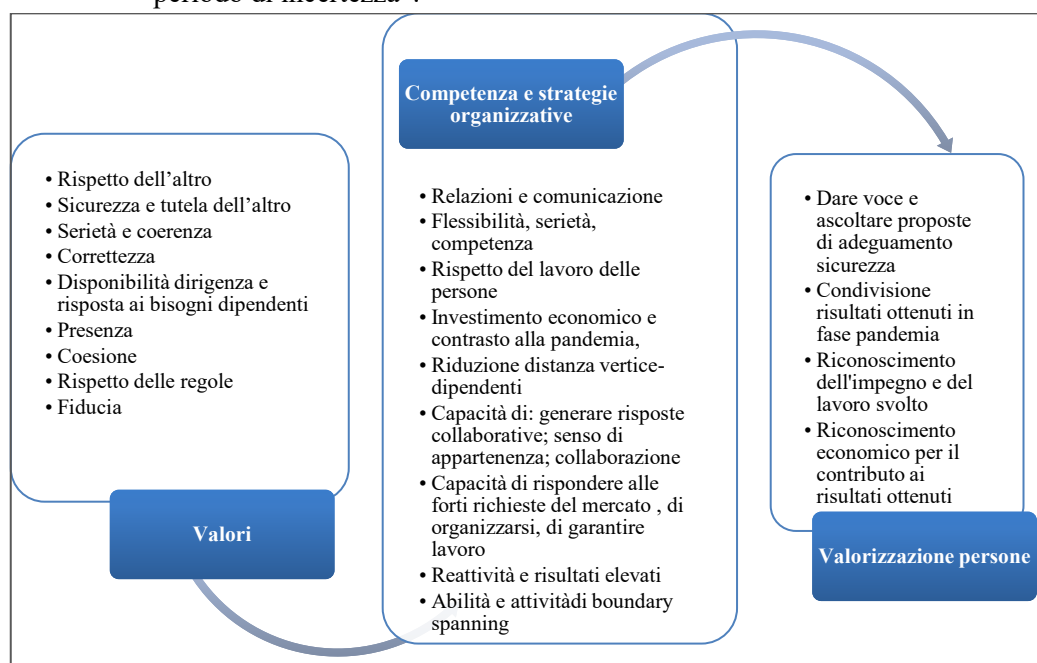 periodo di incertezza".
• Rispetto dell'altro
• Sicurezza e tutela dell'altro
• Serietà e coerenza
• Correttezza
• Disponibilità dirigenza e
risposta ai bisogni dipendenti
• Presenza
• Coesione
• Rispetto delle regole
• Fiducia
Valori
Competenza e strategie
organizzative
• Relazioni e comunicazione
• Flessibilità, serietà,
competenza
• Rispetto del lavoro delle
persone
• Investimento economico e
contrasto alla pandemia,
• Riduzione distanza vertice-
dipendenti
• Capacità di: generare risposte
collaborative; senso di
appartenenza; collaborazione
• Capacità di rispondere alle
forti richieste del mercato , di
organizzarsi, di garantire
lavoro
• Reattività e risultati elevati
• Abilità e attivitàdi boundary
spanning
• Dare voce e
ascoltare proposte
di adeguamento
sicurezza
• Condivisione
risultati ottenuti in
fase pandemia
• Riconoscimento
dell'impegno e del
lavoro svolto
• Riconoscimento
economico per il
contributo ai
risultati ottenuti
Valorizzazione persone